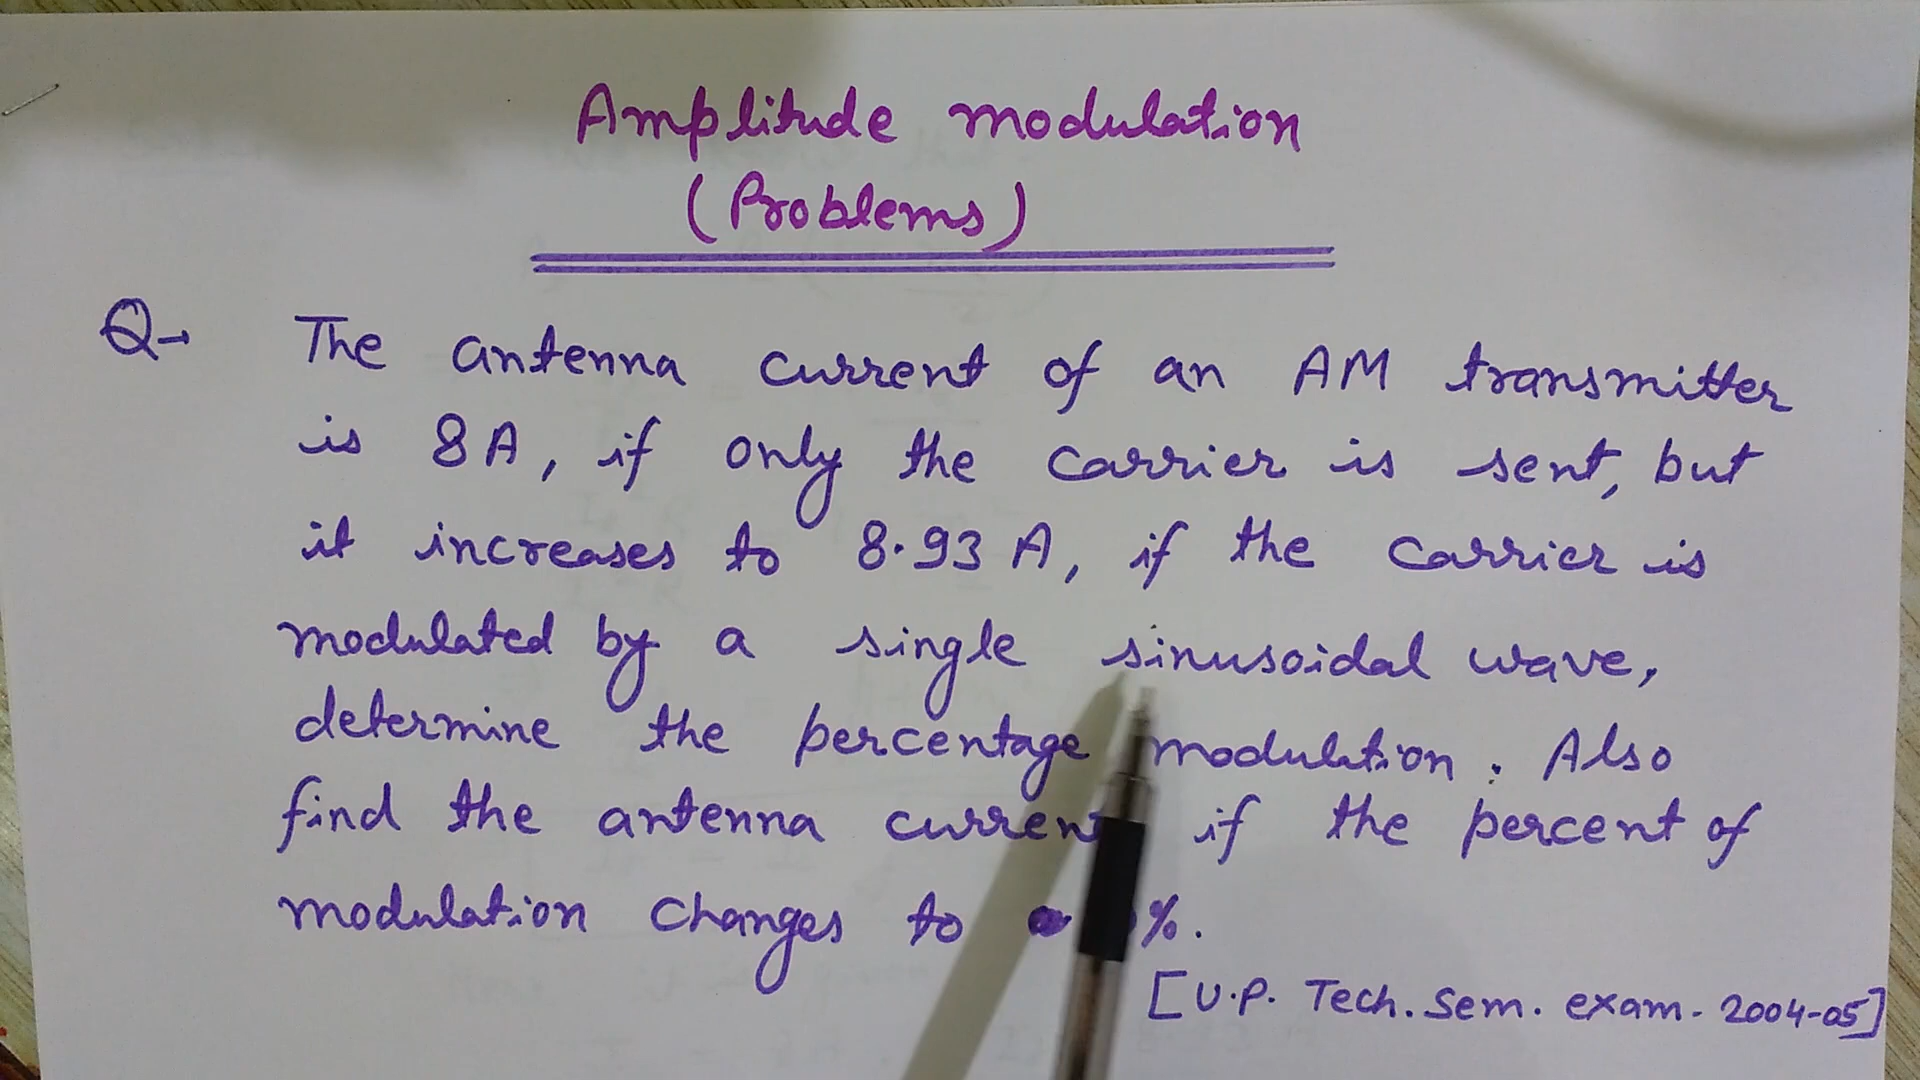 Amplitude modulation
(Problems)
Q→ The antenna current of an AM transmitter
is 8A, if only the carrier is sent, but
it increases to 8.93 A, if the carrier is
modulated by a single sinusoidal wave,
determine the percentage modulation. Also
find the antenna current if the percent of
modulation changes to %.
[U.P. Tech. Sem. exam. 2004-05]